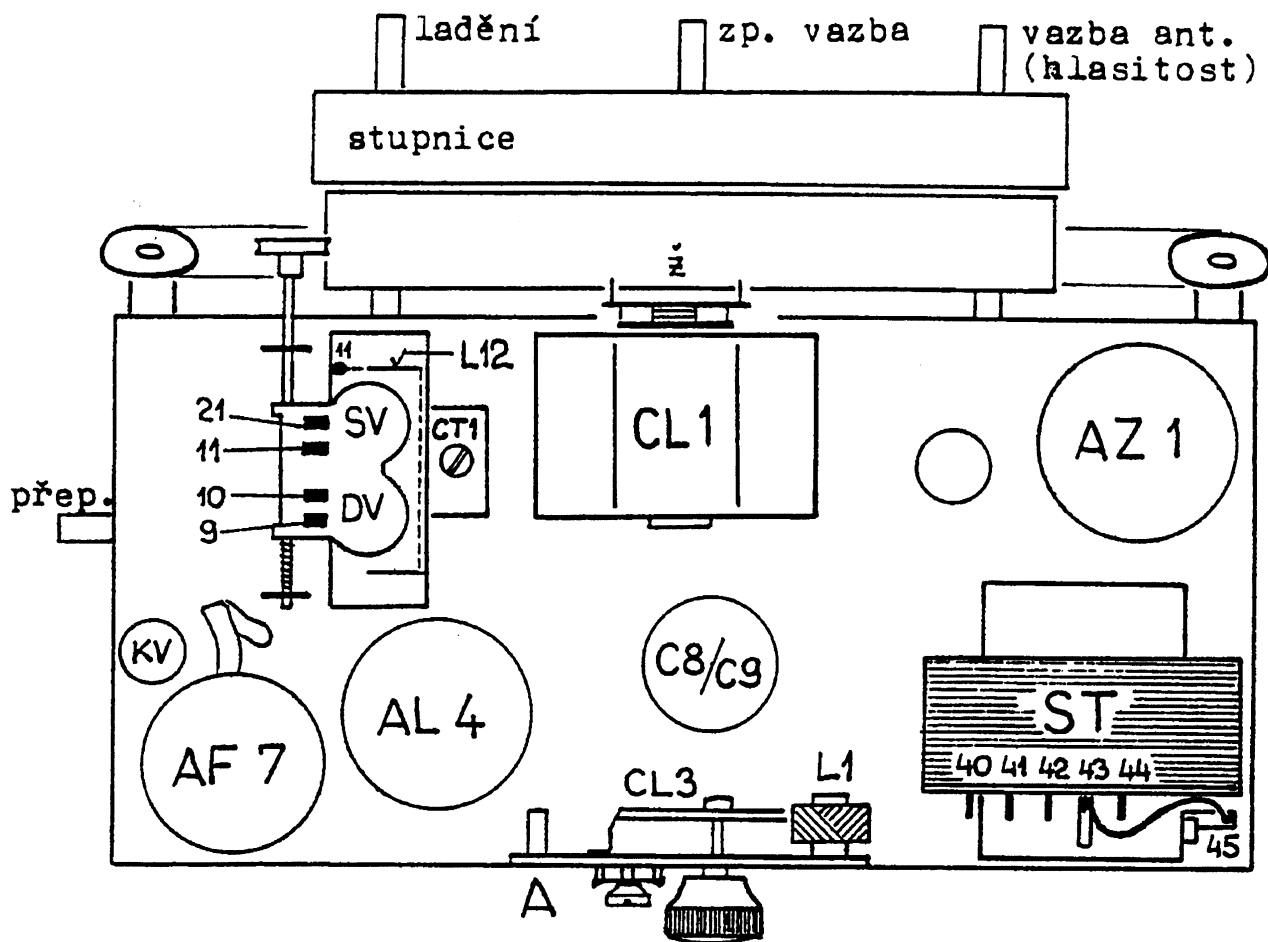 ladění
zp. vazba
vazba ant.
(hlasitost)
stupnice
ž
11
L12
21
SV
11
CT1
CL1
AZ 1
10
DV
přep.
9
KV
C8/C9
AL 4
AF 7
ST
40 41 42 43 44
CL3
L1
45
A